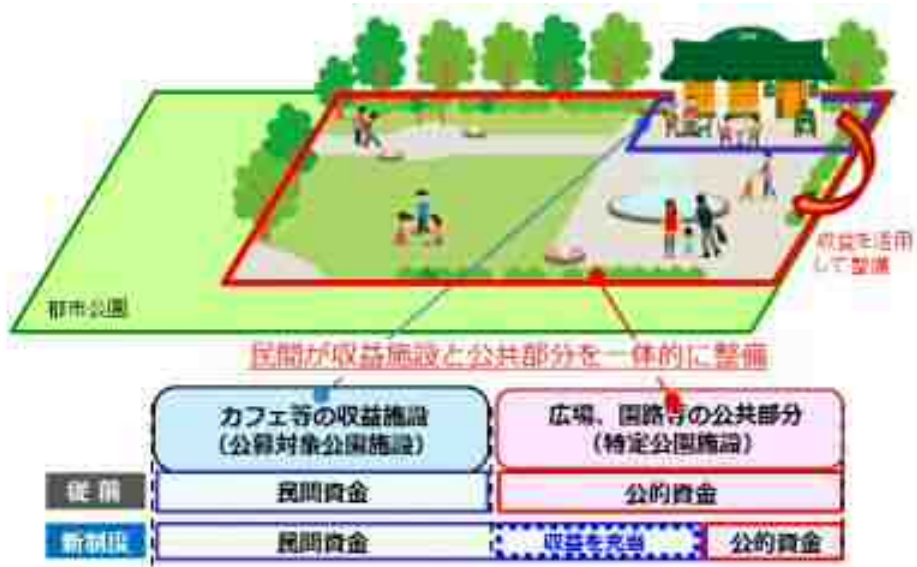 収益を活用
して整備
都市公園
民間が収益施設と公共部分を一体的に整備
カフェ等の収益施設
(公募対象公園施設)
広場、園路等の公共部分
(特定公園施設)
従前
民間資金
公的資金
新制度
民間資金
収益を充当
公的資金